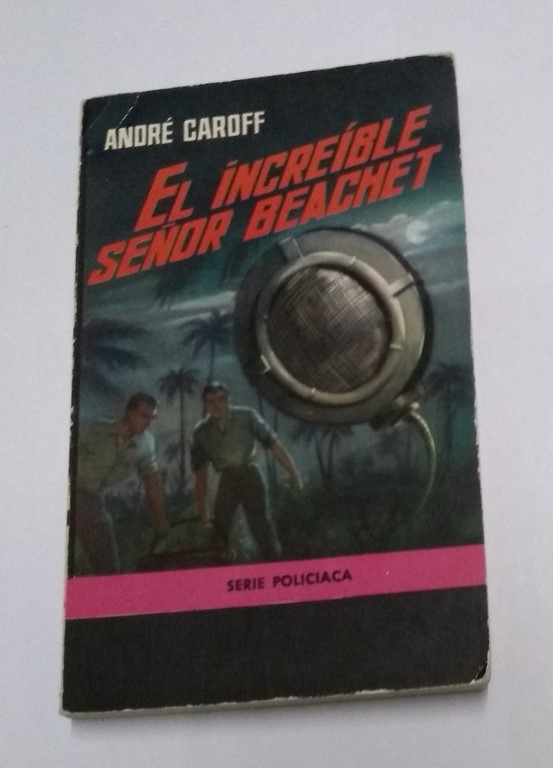 ANDRÉ CAROFF
EL INCREÍBLE
SEÑOR BEACHET
SERIE POLICIACA